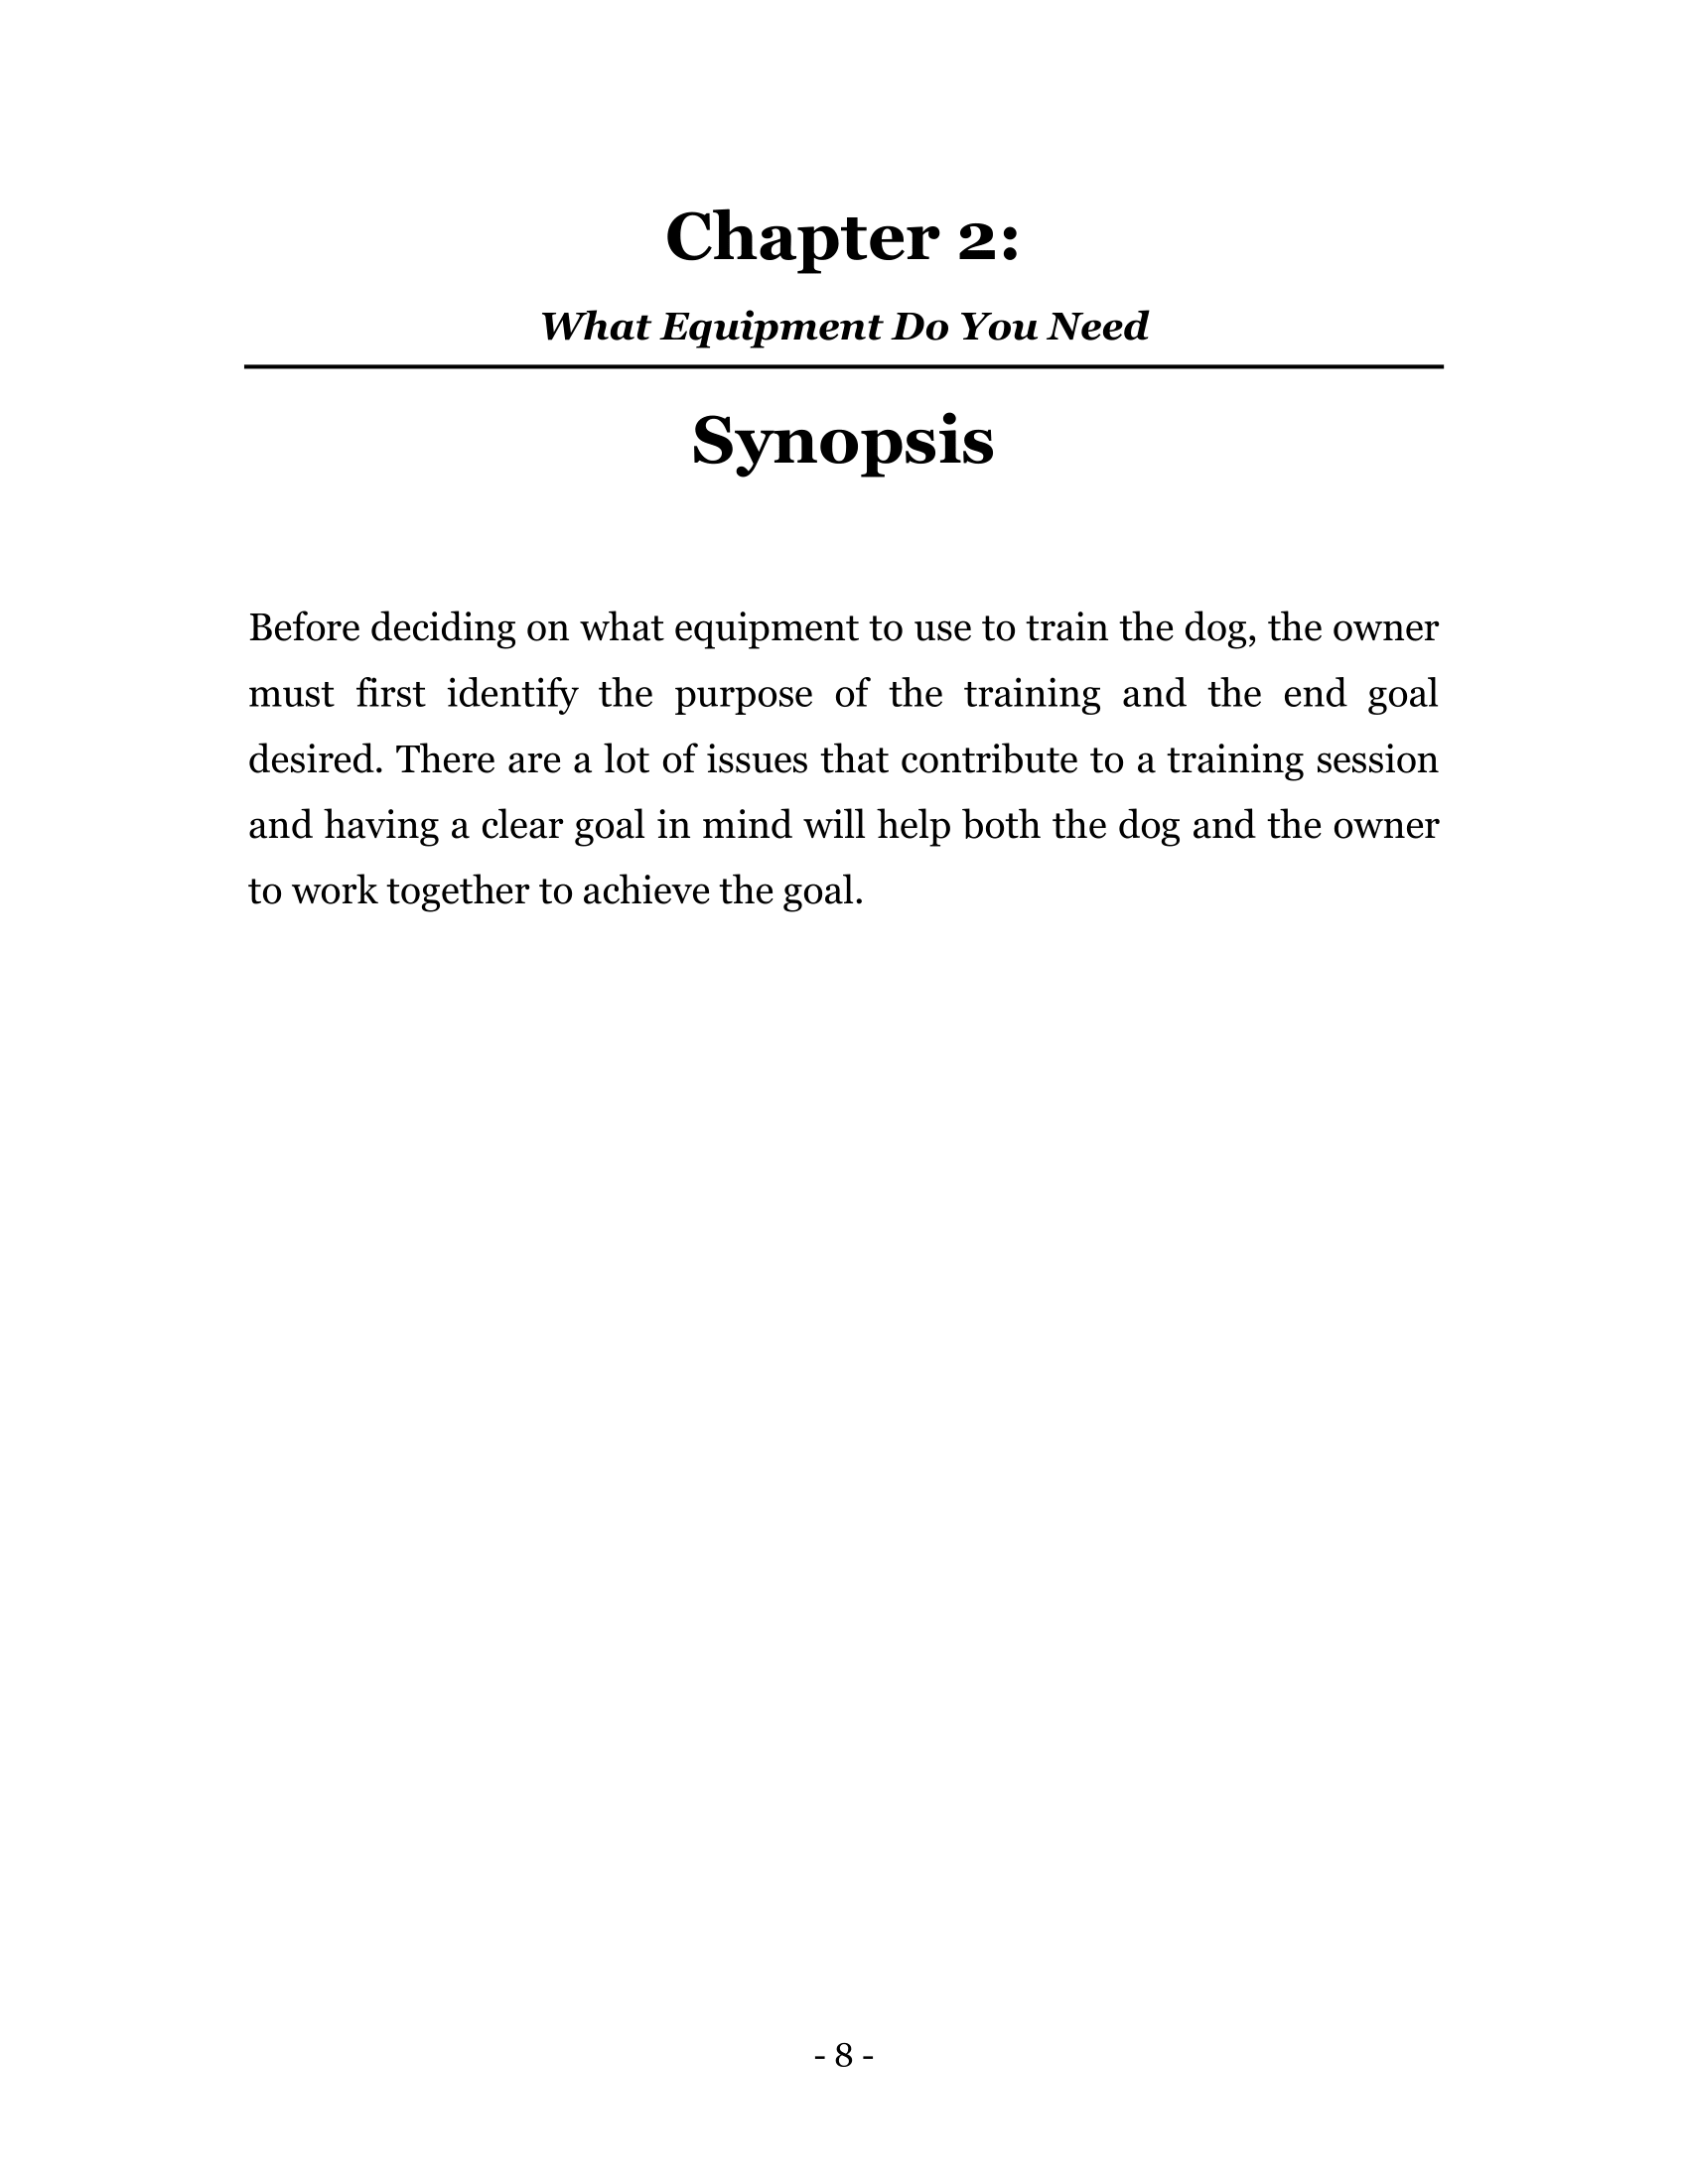 Chapter 2:
What Equipment Do You Need
Synopsis
Before deciding on what equipment to use to train the dog, the owner
must first identify the purpose of the training and the end goal
desired. There are a lot of issues that contribute to a training session
and having a clear goal in mind will help both the dog and the owner
to work together to achieve the goal.
- 8 -